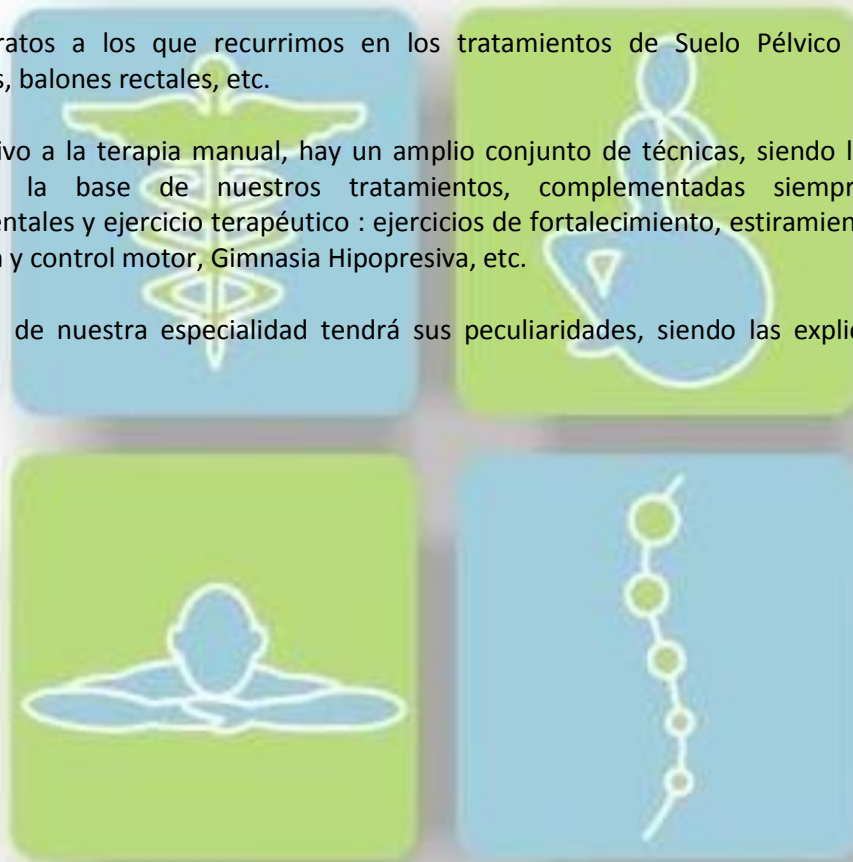 ratos a los que recurrimos en los tratamientos de Suelo Pélvico
s, balones rectales, etc.
ivo a la terapia manual, hay un amplio conjunto de técnicas, siendo l
la base de nuestros tratamientos, complementadas siempr
entales y ejercicio terapéutico : ejercicios de fortalecimiento, estiramien
n y control motor, Gimnasia Hipopresiva, etc.
de nuestra especialidad tendrá sus peculiaridades, siendo las explic